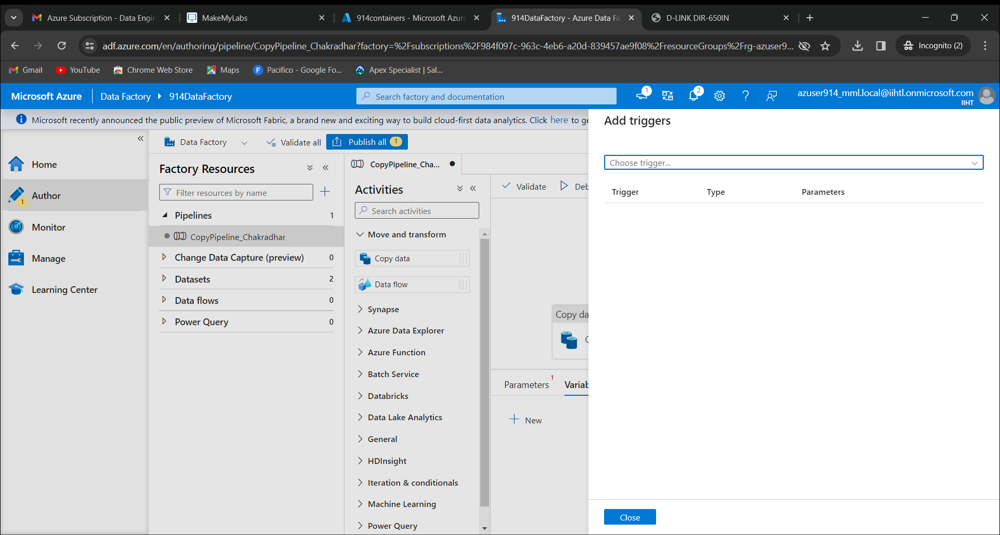 Azure Subscription - Data Engin
MakeMyLabs
914containers - Microsoft Azure
914DataFactory - Azure Data Fa
D-LINK DIR-650IN
adf.azure.com/en/authoring/pipeline/CopyPipeline_Chakradhar?factory=%2Fsubscriptions%2F984f097c-963c-4eb6-a20d-839457ae9f08%2FresourceGroups%2Frg-azuser9...
Incognito (2)
Gmail
YouTube
Chrome Web Store
Maps
Pacifico - Google Fo...
Apex Specialist | Sal...
Microsoft Azure
Data Factory
914DataFactory
Search factory and documentation
1
2
azuser914_mml.local@iihtl.onmicrosoft.com
IIHT
Microsoft recently announced the public preview of Microsoft Fabric, a brand new and exciting way to build cloud-first data analytics. Click here to ge
Home
Author
1
Monitor
Manage
Learning Center
Data Factory
Validate all
Publish all 1
Factory Resources
Filter resources by name
Pipelines 1
CopyPipeline_Chakradhar
Change Data Capture (preview) 0
Datasets 2
Data flows 0
Power Query 0
CopyPipeline_Cha...
Activities
Search activities
Move and transform
Copy data
Data flow
Synapse
Azure Data Explorer
Azure Function
Batch Service
Databricks
Data Lake Analytics
General
HDInsight
Iteration & conditionals
Machine Learning
Power Query
Validate
Deb
Copy da
C
Parameters 1
Variab
New
Add triggers
Choose trigger...
Trigger Type Parameters
Close